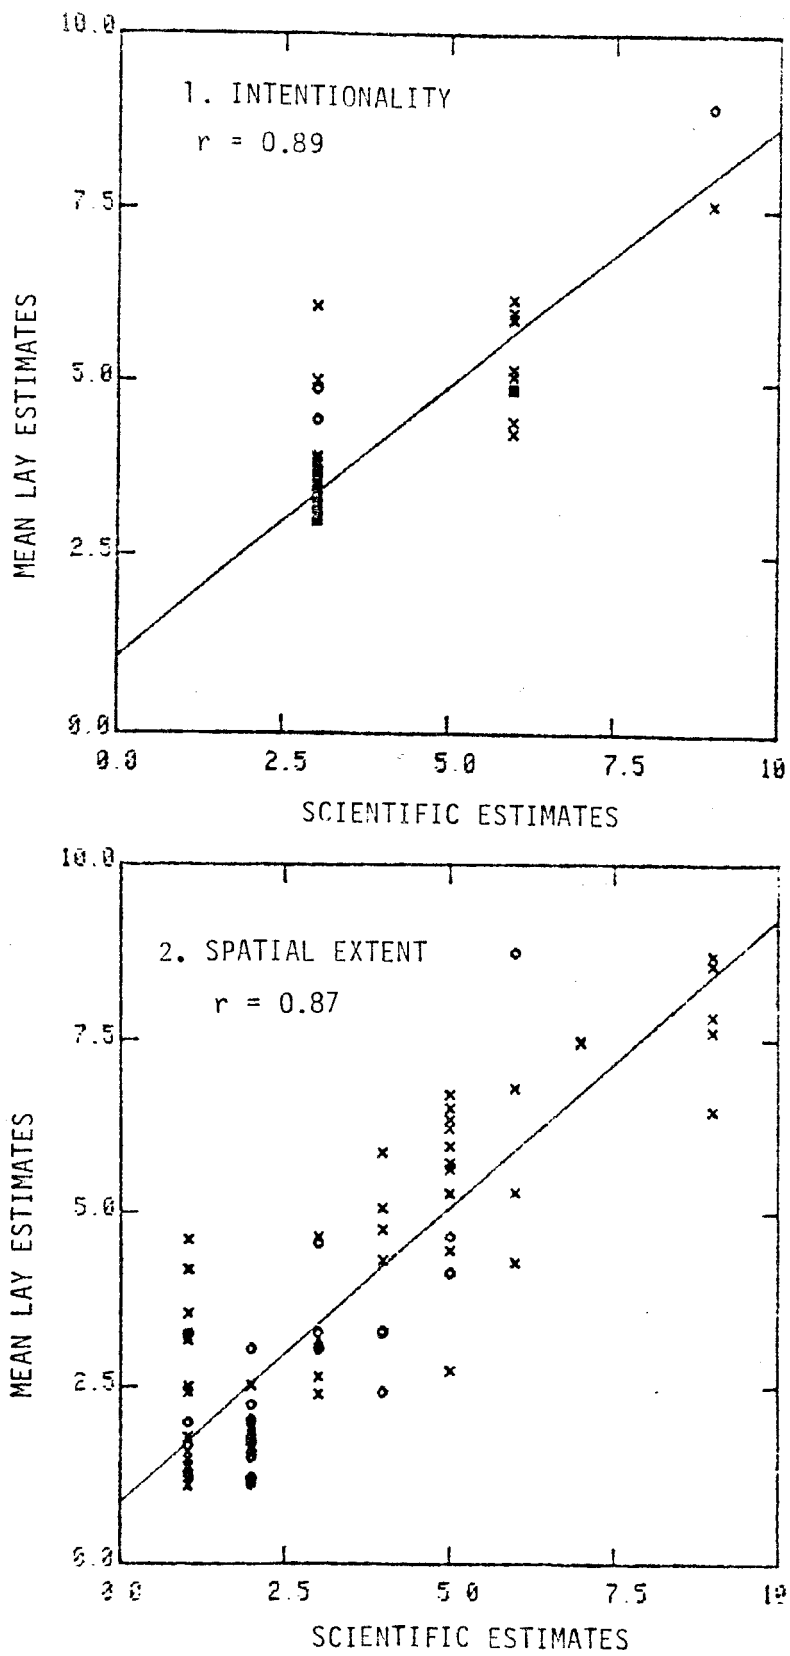 10.0
1. INTENTIONALITY
r = 0.89
7.5
5.0
2.5
0.0
MEAN LAY ESTIMATES
0.0 2.5 5.0 7.5 10
SCIENTIFIC ESTIMATES
10.0
2. SPATIAL EXTENT
r = 0.87
7.5
5.0
2.5
0.0
MEAN LAY ESTIMATES
0.0 2.5 5.0 7.5 10
SCIENTIFIC ESTIMATES